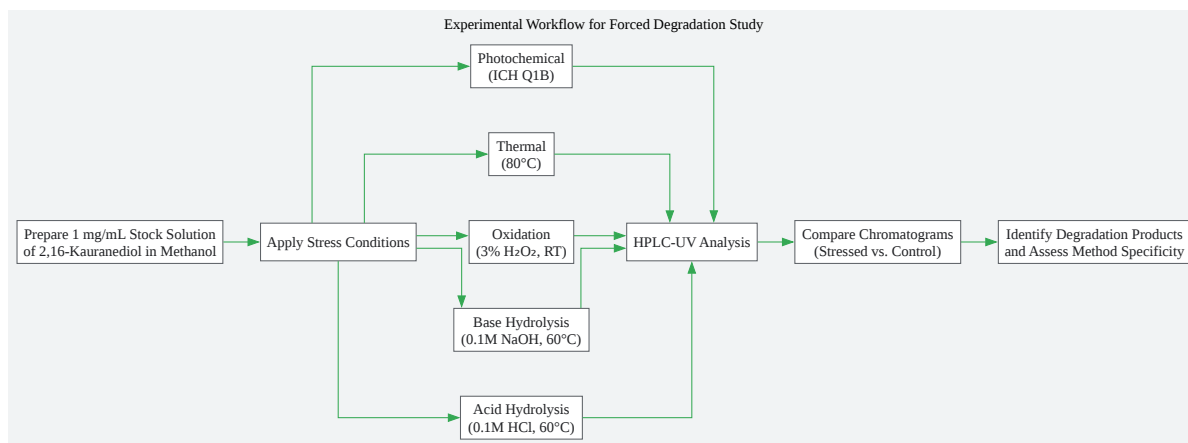 Experimental Workflow for Forced Degradation Study
Photochemical
(ICH Q1B)
Thermal
(80°C)
Prepare 1 mg/mL Stock Solution
of 2,16-Kauranediol in Methanol
Apply Stress Conditions
Oxidation
(3% H₂O₂, RT)
HPLC-UV Analysis
Compare Chromatograms
(Stressed vs. Control)
Identify Degradation Products
and Assess Method Specificity
Base Hydrolysis
(0.1M NaOH, 60°C)
Acid Hydrolysis
(0.1M HCl, 60°C)